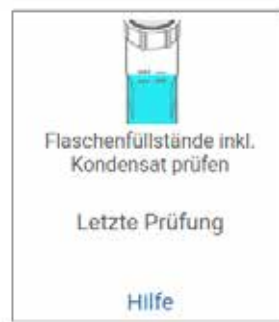 Flaschenfüllstände inkl.
Kondensat prüfen
Letzte Prüfung
Hilfe